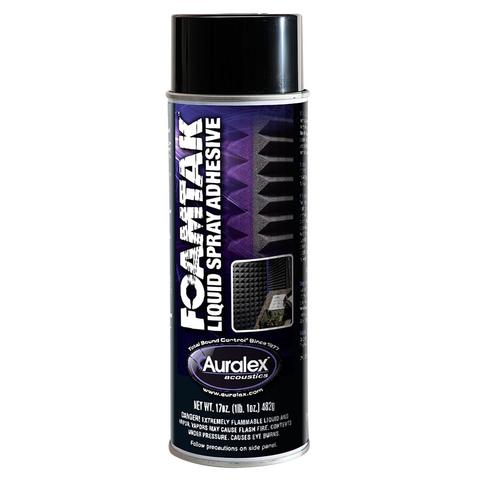 FOAMTAK
LIQUID SPRAY ADHESIVE
Total Sound Control® Since 1977
Auralex
acoustics
www.auralex.com
NET WT. 17oz. (1lb. 1oz.) 482g
DANGER! EXTREMELY FLAMMABLE LIQUID AND
VAPOR. VAPORS MAY CAUSE FLASH FIRE. CONTENTS
UNDER PRESSURE. CAUSES EYE BURNS.
Follow precautions on side panel.